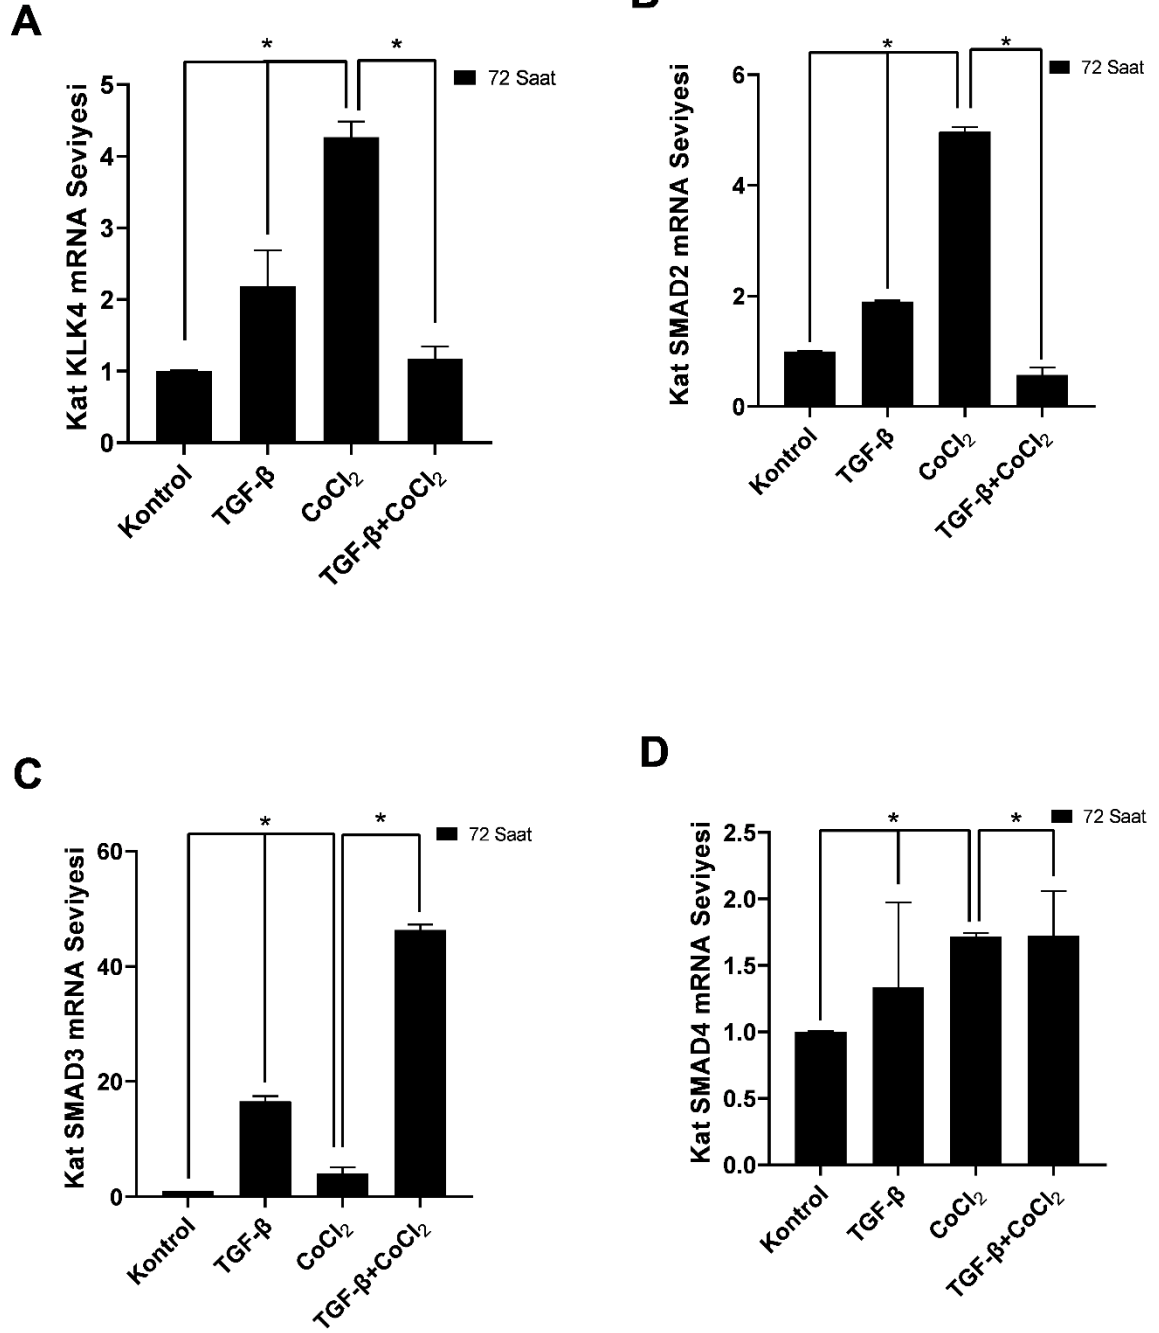 A
*
*
72 Saat
Kat KLK4 mRNA Seviyesi
5
4
3
2
1
0
Kontrol
TGF-β
CoCl₂
TGF-β+CoCl₂
B
*
*
72 Saat
Kat SMAD2 mRNA Seviyesi
6
4
2
0
Kontrol
TGF-β
CoCl₂
TGF-β+CoCl₂
C
*
*
72 Saat
Kat SMAD3 mRNA Seviyesi
60
40
20
0
Kontrol
TGF-β
CoCl₂
TGF-β+CoCl₂
D
*
*
72 Saat
Kat SMAD4 mRNA Seviyesi
2.5
2.0
1.5
1.0
0.5
0.0
Kontrol
TGF-β
CoCl₂
TGF-β+CoCl₂